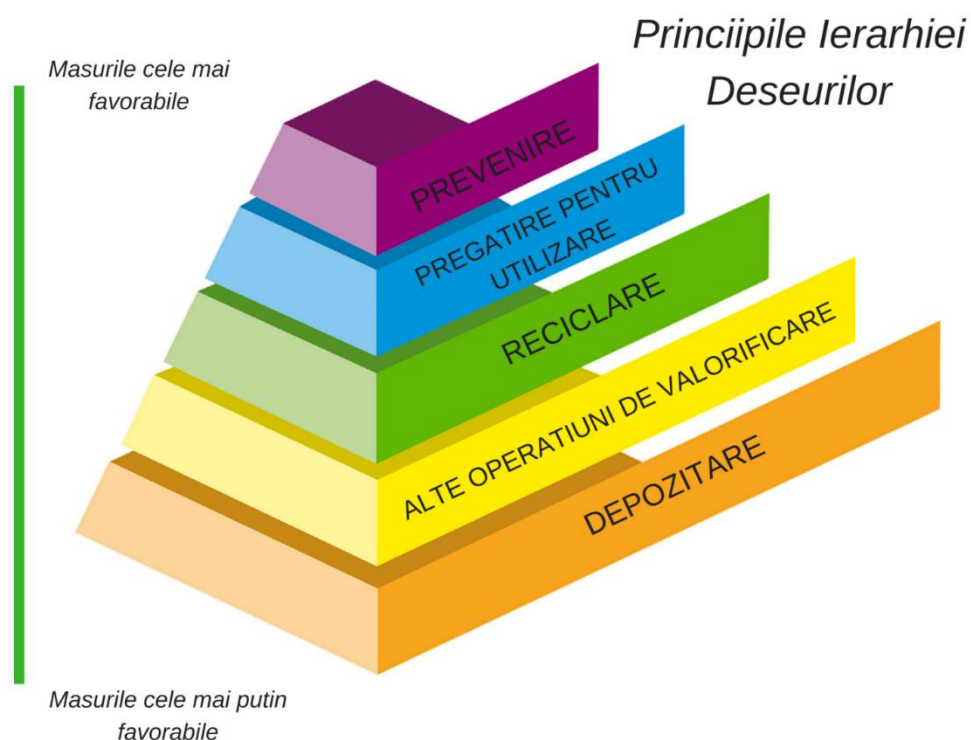 Princiipile Ierarhiei
Deseurilor
Masurile cele mai
favorabile
PREVENIRE
PREGATIRE PENTRU
UTILIZARE
RECICLARE
ALTE OPERATIUNI DE VALORIFICARE
DEPOZITARE
Masurile cele mai putin
favorabile